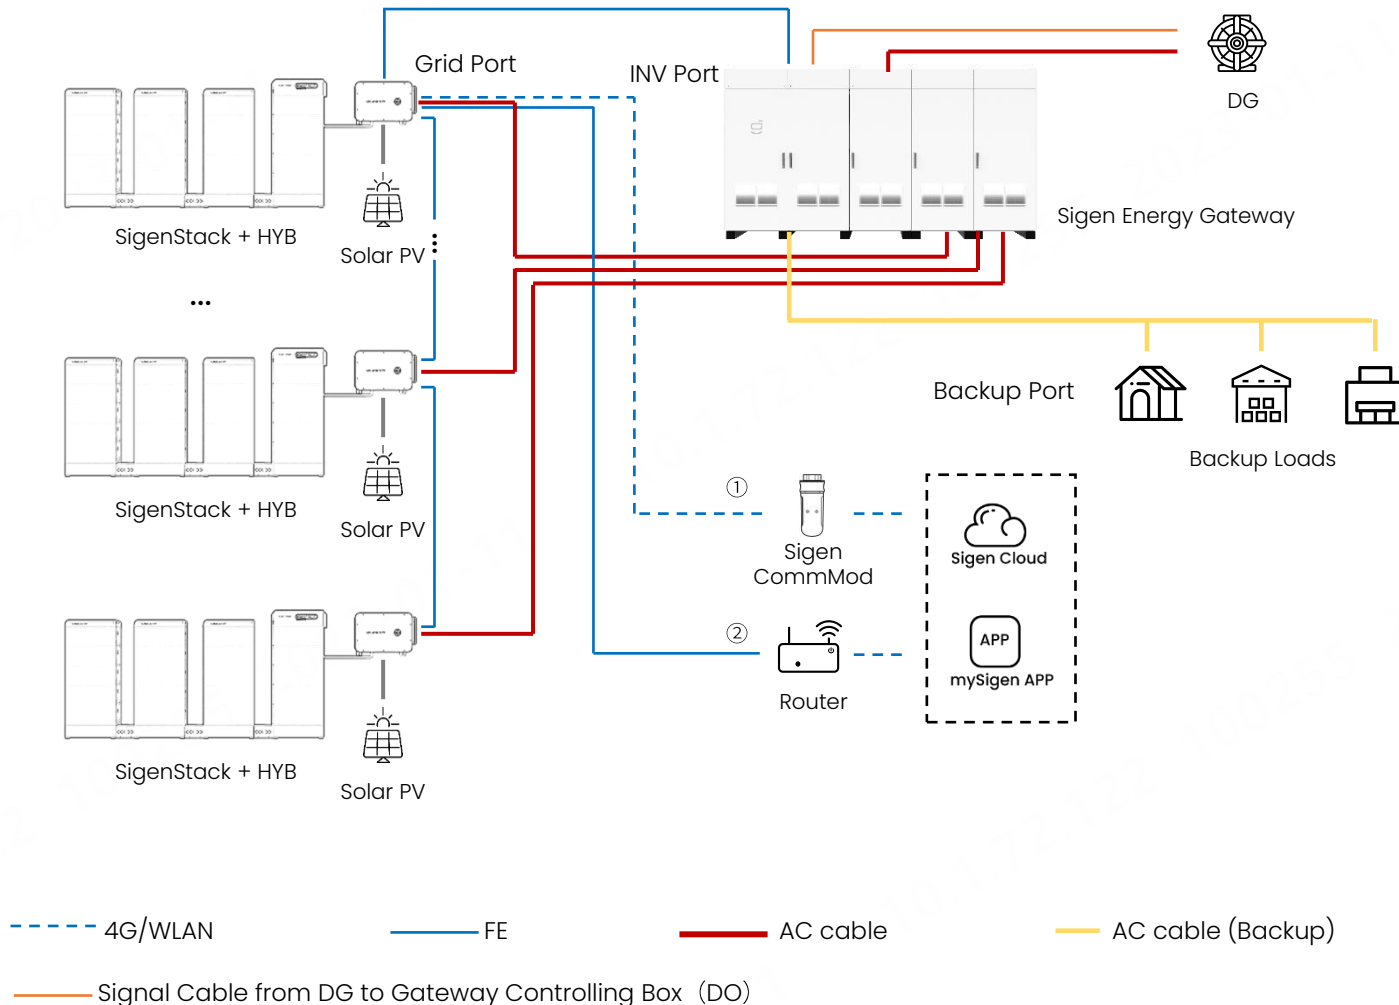 Grid Port
INV Port
DG
Sigen Energy Gateway
SigenStack + HYB
Solar PV
...
SigenStack + HYB
Solar PV
Backup Port
Backup Loads
①
Sigen
CommMod
Sigen Cloud
②
Router
APP
mySigen APP
SigenStack + HYB
Solar PV
4G/WLAN
FE
AC cable
AC cable (Backup)
Signal Cable from DG to Gateway Controlling Box（DO）